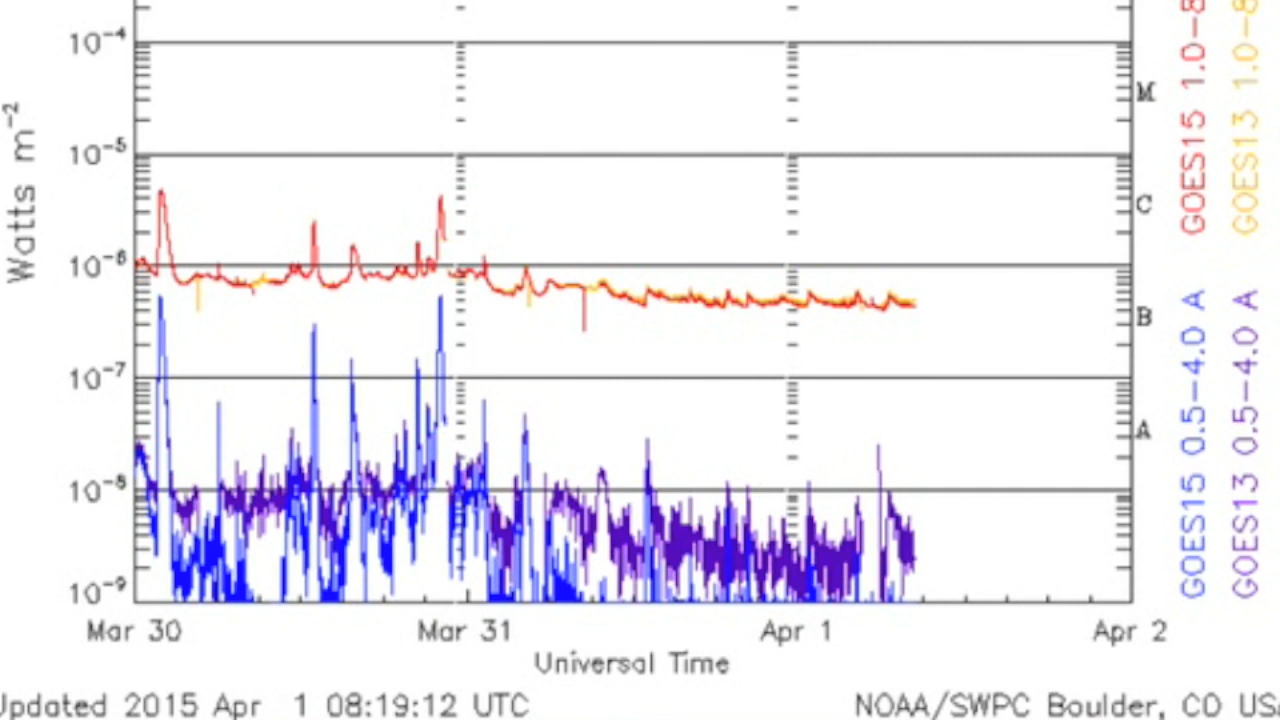 10⁻⁴
10⁻⁵
10⁻⁶
10⁻⁷
10⁻⁸
10⁻⁹
Watts m⁻²
M
C
B
A
GOES15 1.0-8
GOES13 1.0-8
GOES15 0.5-4.0 A
GOES13 0.5-4.0 A
Mar 30 Mar 31 Apr 1 Apr 2
Universal Time
Updated 2015 Apr 1 08:19:12 UTC NOAA/SWPC Boulder, CO USA